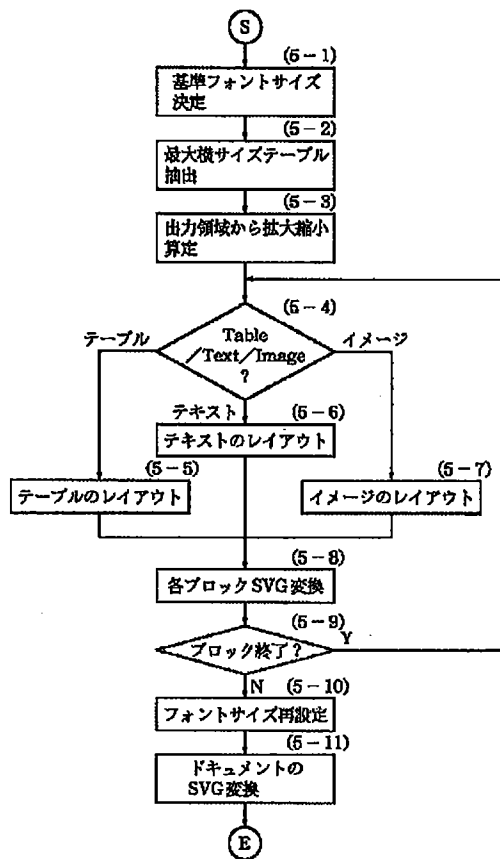 S
(5-1)
基準フォントサイズ
決定
(5-2)
最大横サイズテーブル
抽出
(5-3)
出力領域から拡大縮小
算定
(5-4)
テーブル
Table
/Text/Image
?
イメージ
テキスト
(5-6)
テキストのレイアウト
(5-5)
テーブルのレイアウト
(5-7)
イメージのレイアウト
(5-8)
各ブロックSVG変換
(5-9)
ブロック終了?
Y
N
(5-10)
フォントサイズ再設定
(5-11)
ドキュメントの
SVG変換
E